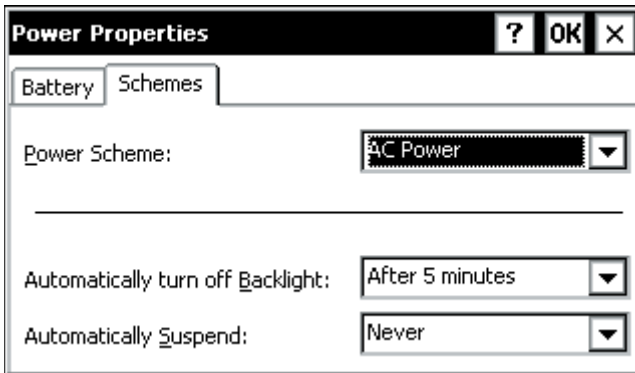 Power Properties ? OK ×
Battery Schemes
Power Scheme: AC Power
Automatically turn off Backlight: After 5 minutes
Automatically Suspend: Never